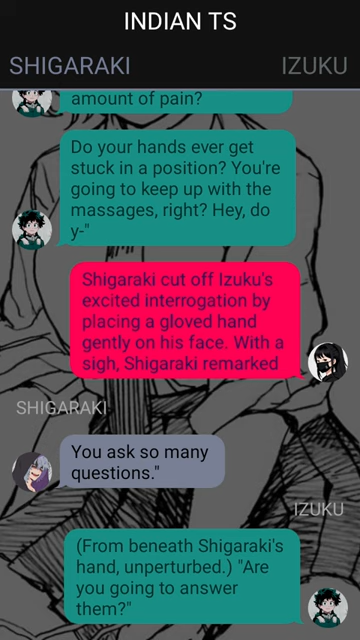 INDIAN TS
SHIGARAKI
IZUKU
amount of pain?
Do your hands ever get
stuck in a position? You're
going to keep up with the
massages, right? Hey, do
y-"
Shigaraki cut off Izuku's
excited interrogation by
placing a gloved hand
gently on his face. With a
sigh, Shigaraki remarked
SHIGARAKI
You ask so many
questions."
IZUKU
(From beneath Shigaraki's
hand, unperturbed.) "Are
you going to answer
them?"